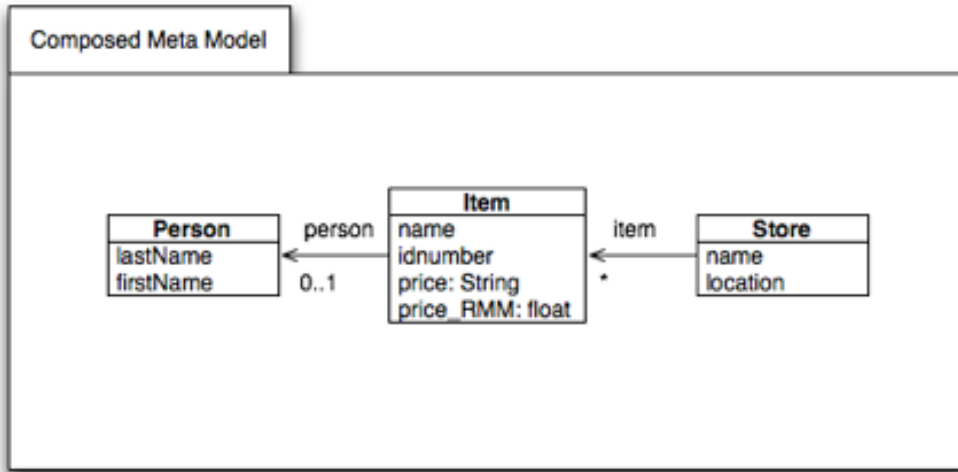 Composed Meta Model
Person
lastName
firstName
person
0..1
Item
name
idnumber
price: String
price_RMM: float
item
*
Store
name
location